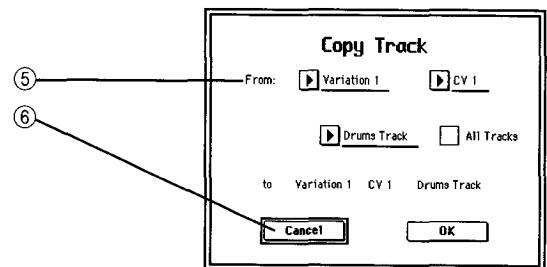 Copy Track
⑤ From: Variation 1 CV 1
⑥
Drums Track All Tracks
to Variation 1 CV 1 Drums Track
Cancel OK